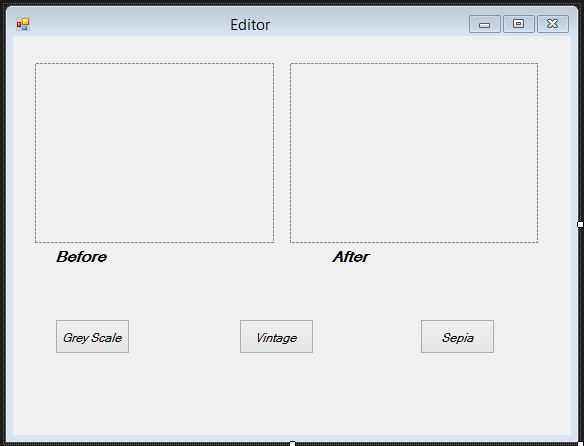 Editor
Before
After
Grey Scale
Vintage
Sepia